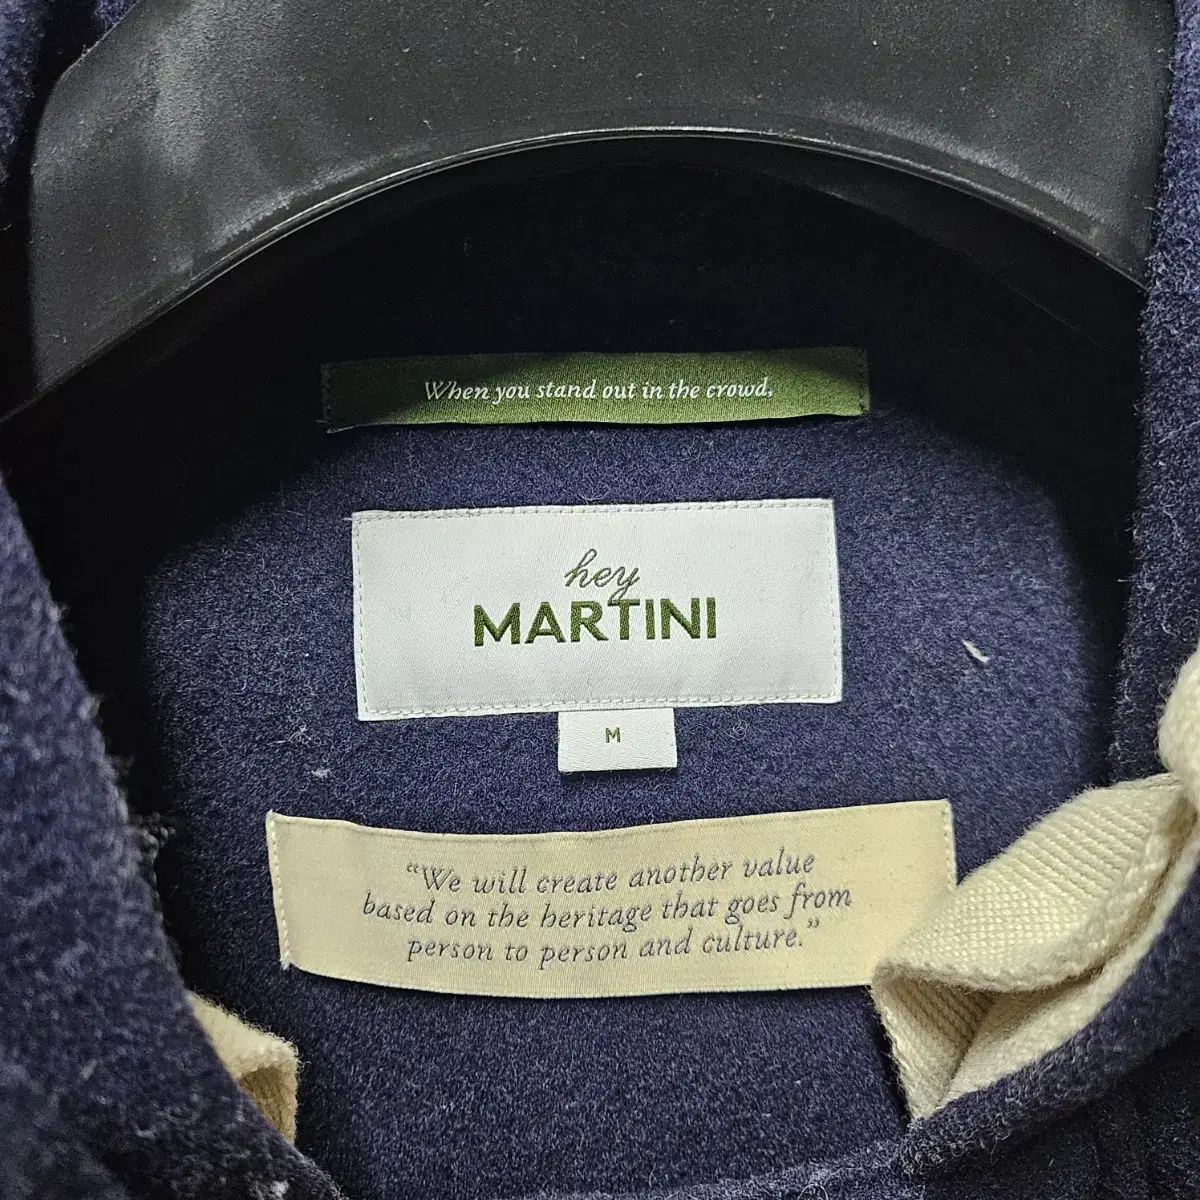 When you stand out in the crowd.
hey
MARTINI
M
“We will create another value
based on the heritage that goes from
person to person and culture.”